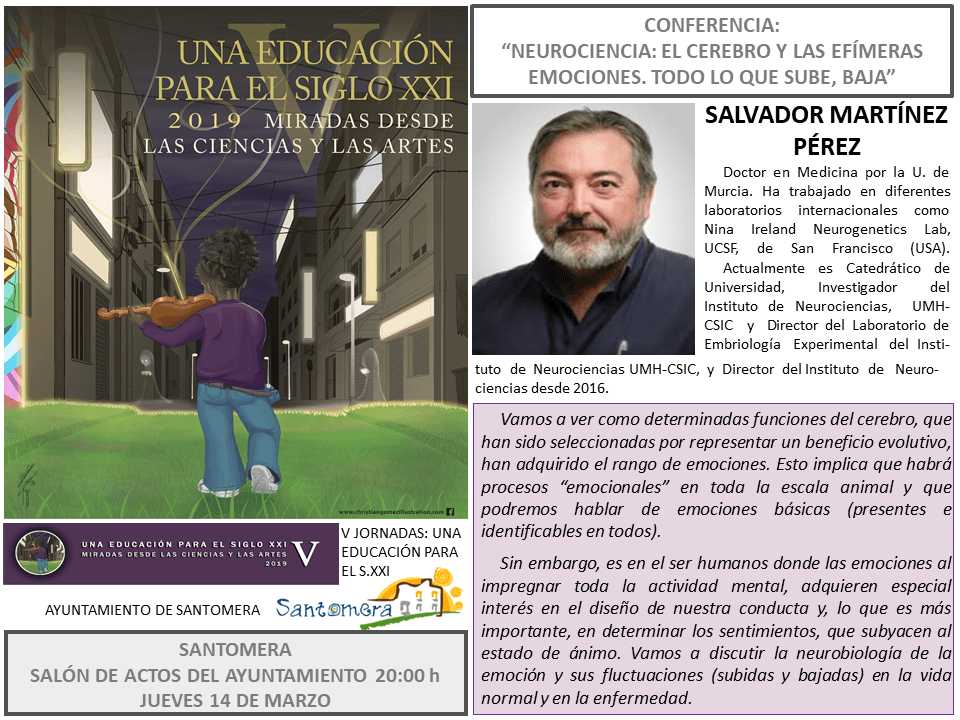 V
UNA EDUCACIÓN
PARA EL SIGLO XXI
2019 MIRADAS DESDE
LAS CIENCIAS Y LAS ARTES
www.christiangomezillustration.com
V JORNADAS: UNA
EDUCACIÓN PARA
EL S.XXI
UNA EDUCACIÓN PARA EL SIGLO XXI
MIRADAS DESDE LAS CIENCIAS Y LAS ARTES
2019
V
AYUNTAMIENTO DE SANTOMERA
Santomera
SANTOMERA
SALÓN DE ACTOS DEL AYUNTAMIENTO 20:00 h
JUEVES 14 DE MARZO
CONFERENCIA:
“NEUROCIENCIA: EL CEREBRO Y LAS EFÍMERAS
EMOCIONES. TODO LO QUE SUBE, BAJA”
SALVADOR MARTÍNEZ
PÉREZ
Doctor en Medicina por la U. de
Murcia. Ha trabajado en diferentes
laboratorios internacionales como
Nina Ireland Neurogenetics Lab,
UCSF, de San Francisco (USA).
Actualmente es Catedrático de
Universidad, Investigador del
Instituto de Neurociencias, UMH-
CSIC y Director del Laboratorio de
Embriología Experimental del Insti-
tuto de Neurociencias UMH-CSIC, y Director del Instituto de Neuro-
ciencias desde 2016.
Vamos a ver como determinadas funciones del cerebro, que
han sido seleccionadas por representar un beneficio evolutivo,
han adquirido el rango de emociones. Esto implica que habrá
procesos “emocionales” en toda la escala animal y que
podremos hablar de emociones básicas (presentes e
identificables en todos).
Sin embargo, es en el ser humanos donde las emociones al
impregnar toda la actividad mental, adquieren especial
interés en el diseño de nuestra conducta y, lo que es más
importante, en determinar los sentimientos, que subyacen al
estado de ánimo. Vamos a discutir la neurobiología de la
emoción y sus fluctuaciones (subidas y bajadas) en la vida
normal y en la enfermedad.